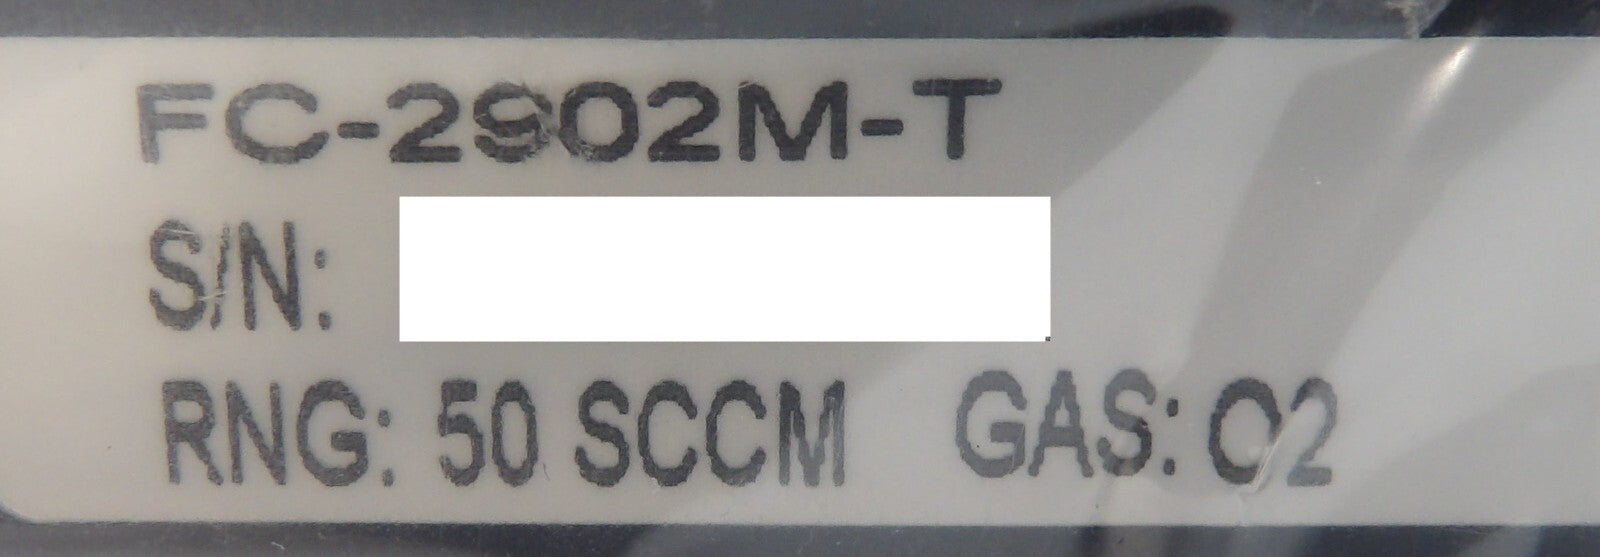 FC-2902M-T
S/N:
RNG: 50 SCCM GAS: O2